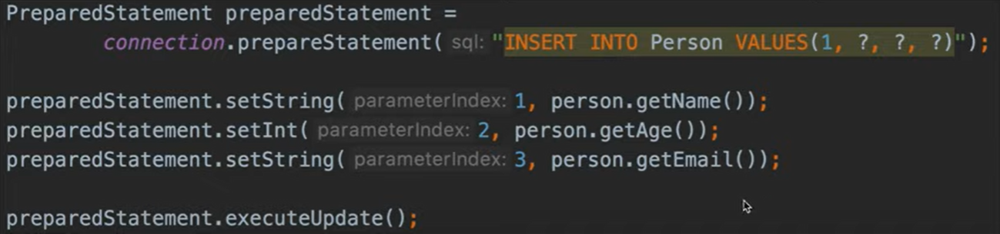 PreparedStatement preparedStatement =
connection.prepareStatement( sql: "INSERT INTO Person VALUES(1, ?, ?, ?)");
preparedStatement.setString( parameterIndex: 1, person.getName());
preparedStatement.setInt( parameterIndex: 2, person.getAge());
preparedStatement.setString( parameterIndex: 3, person.getEmail());
preparedStatement.executeUpdate();